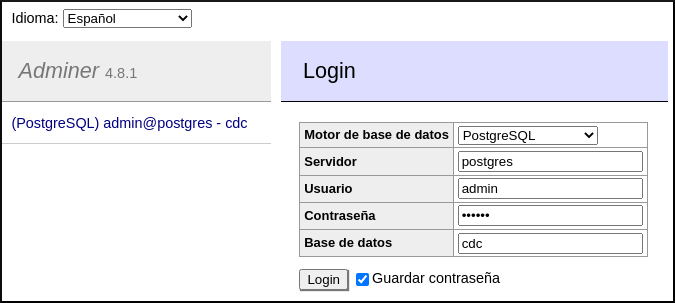 Idioma: Español
Adminer 4.8.1
Login
(PostgreSQL) admin@postgres - cdc
Motor de base de datos PostgreSQL
Servidor postgres
Usuario admin
Contraseña ••••••
Base de datos cdc
Login Guardar contraseña